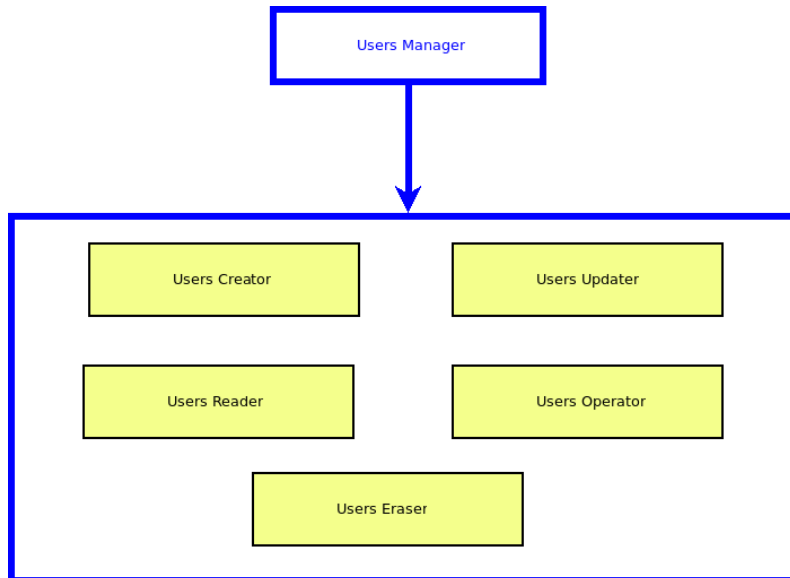 Users Manager
Users Creator
Users Updater
Users Reader
Users Operator
Users Eraser